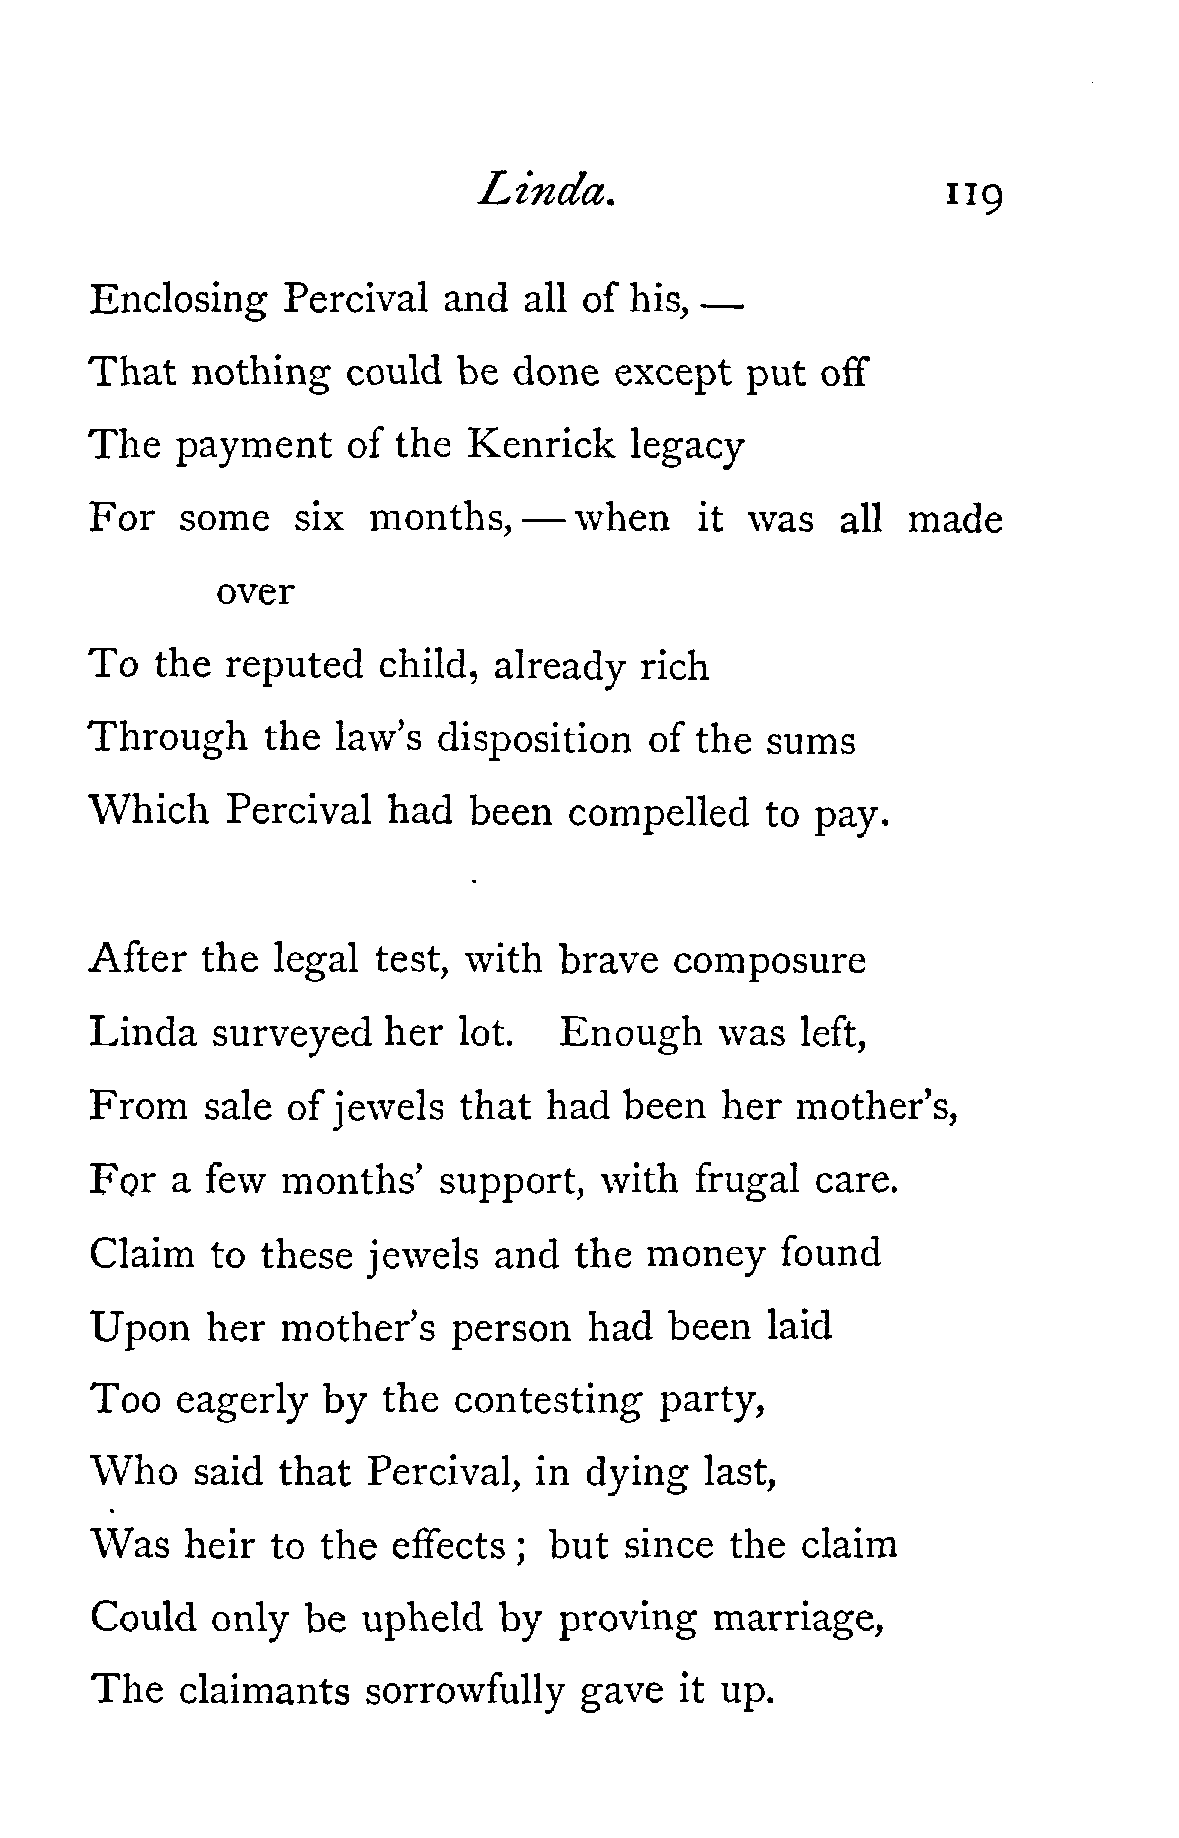 Linda. 119
Enclosing Percival and all of his, —
That nothing could be done except put off
The payment of the Kenrick legacy
For some six months, — when it was all made
over
To the reputed child, already rich
Through the law's disposition of the sums
Which Percival had been compelled to pay.
After the legal test, with brave composure
Linda surveyed her lot. Enough was left,
From sale of jewels that had been her mother's,
For a few months' support, with frugal care.
Claim to these jewels and the money found
Upon her mother's person had been laid
Too eagerly by the contesting party,
Who said that Percival, in dying last,
Was heir to the effects ; but since the claim
Could only be upheld by proving marriage,
The claimants sorrowfully gave it up.